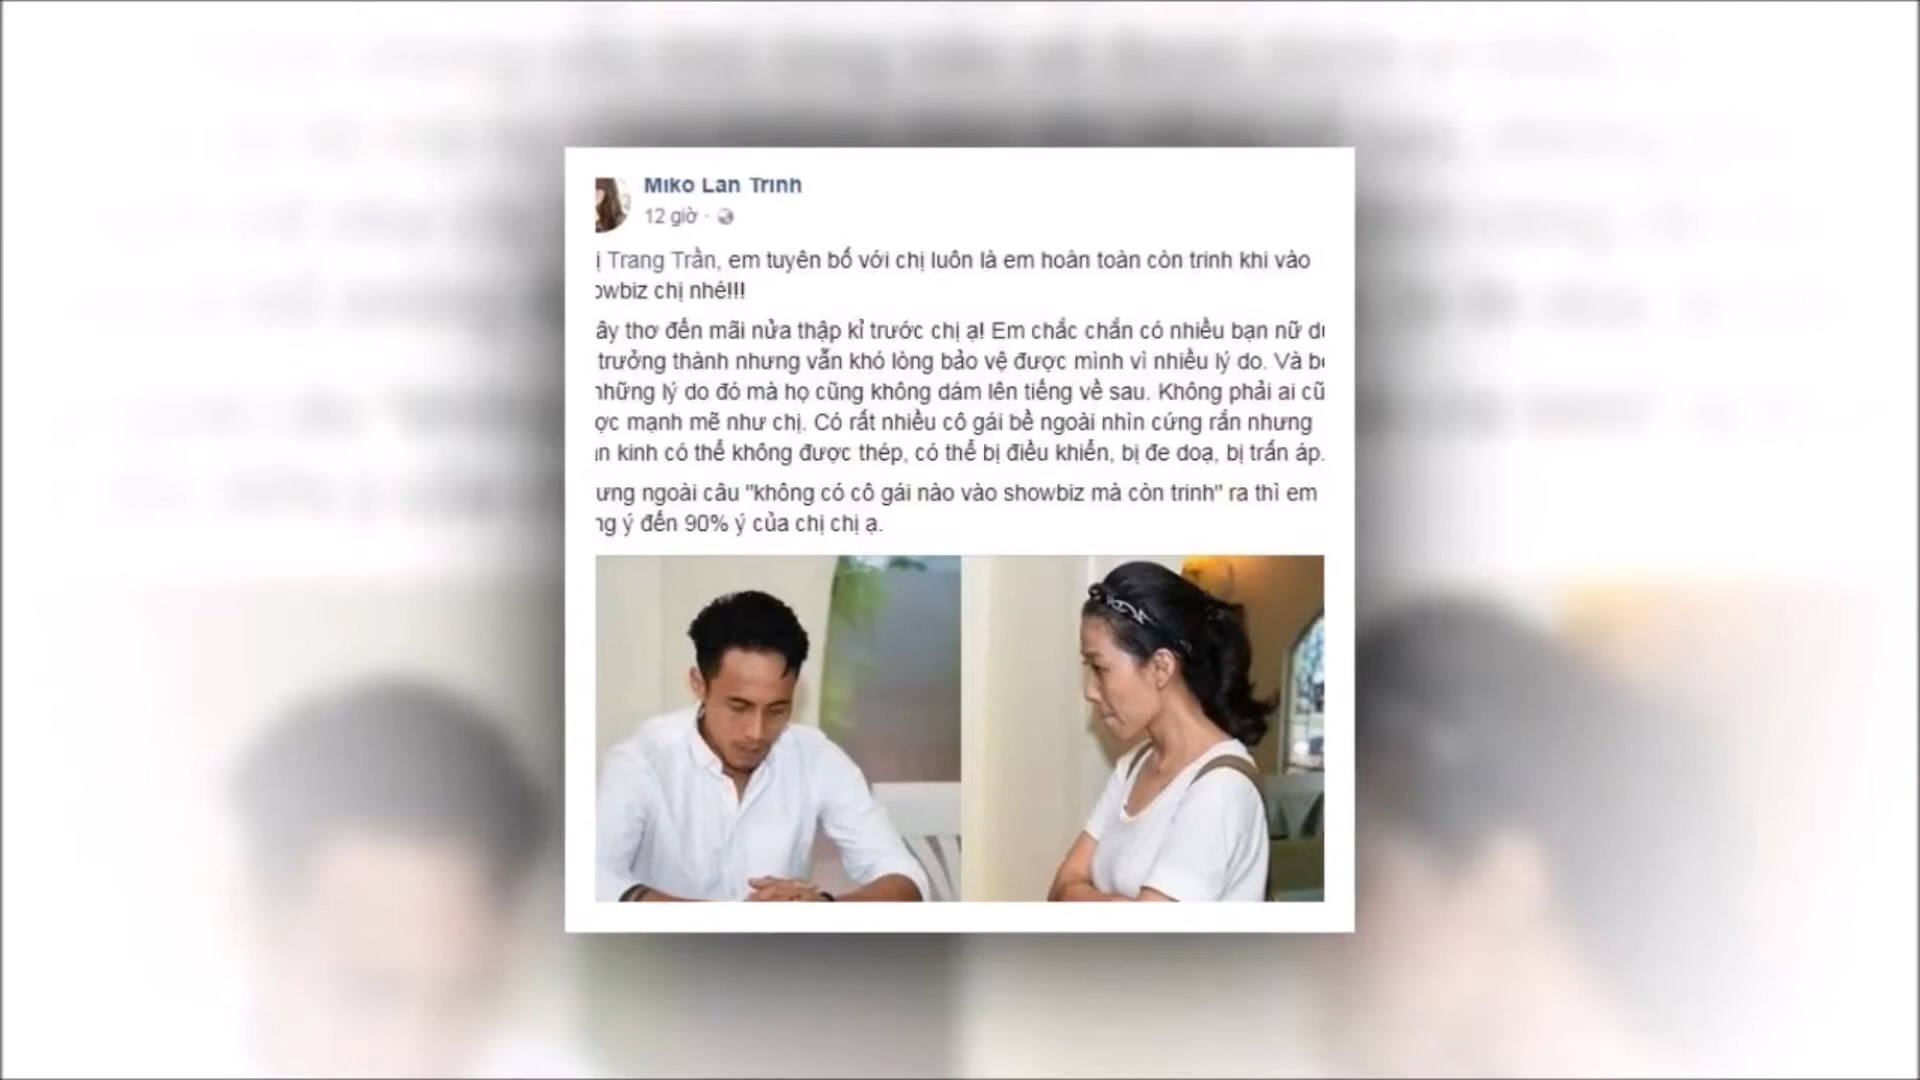 Miko Lan Trinh
12 giờ ·
Trang Trần, em tuyên bố với chị luôn là em hoàn toàn còn trinh khi vào
owbiz chị nhé!!!
ây thơ đến mãi nửa thập kỉ trước chị ạ! Em chắc chắn có nhiều bạn nữ
trưởng thành nhưng vẫn khó lòng bảo vệ được mình vì nhiều lý do. Và
những lý do đó mà họ cũng không dám lên tiếng về sau. Không phải ai cũ
ợc mạnh mẽ như chị. Có rất nhiều cô gái bề ngoài nhìn cứng rắn nhưng
n kinh có thể không được thép, có thể bị điều khiển, bị đe doạ, bị trấn áp.
ưng ngoài câu "không có cô gái nào vào showbiz mà còn trinh" ra thì em
ng ý đến 90% ý của chị chị ạ.